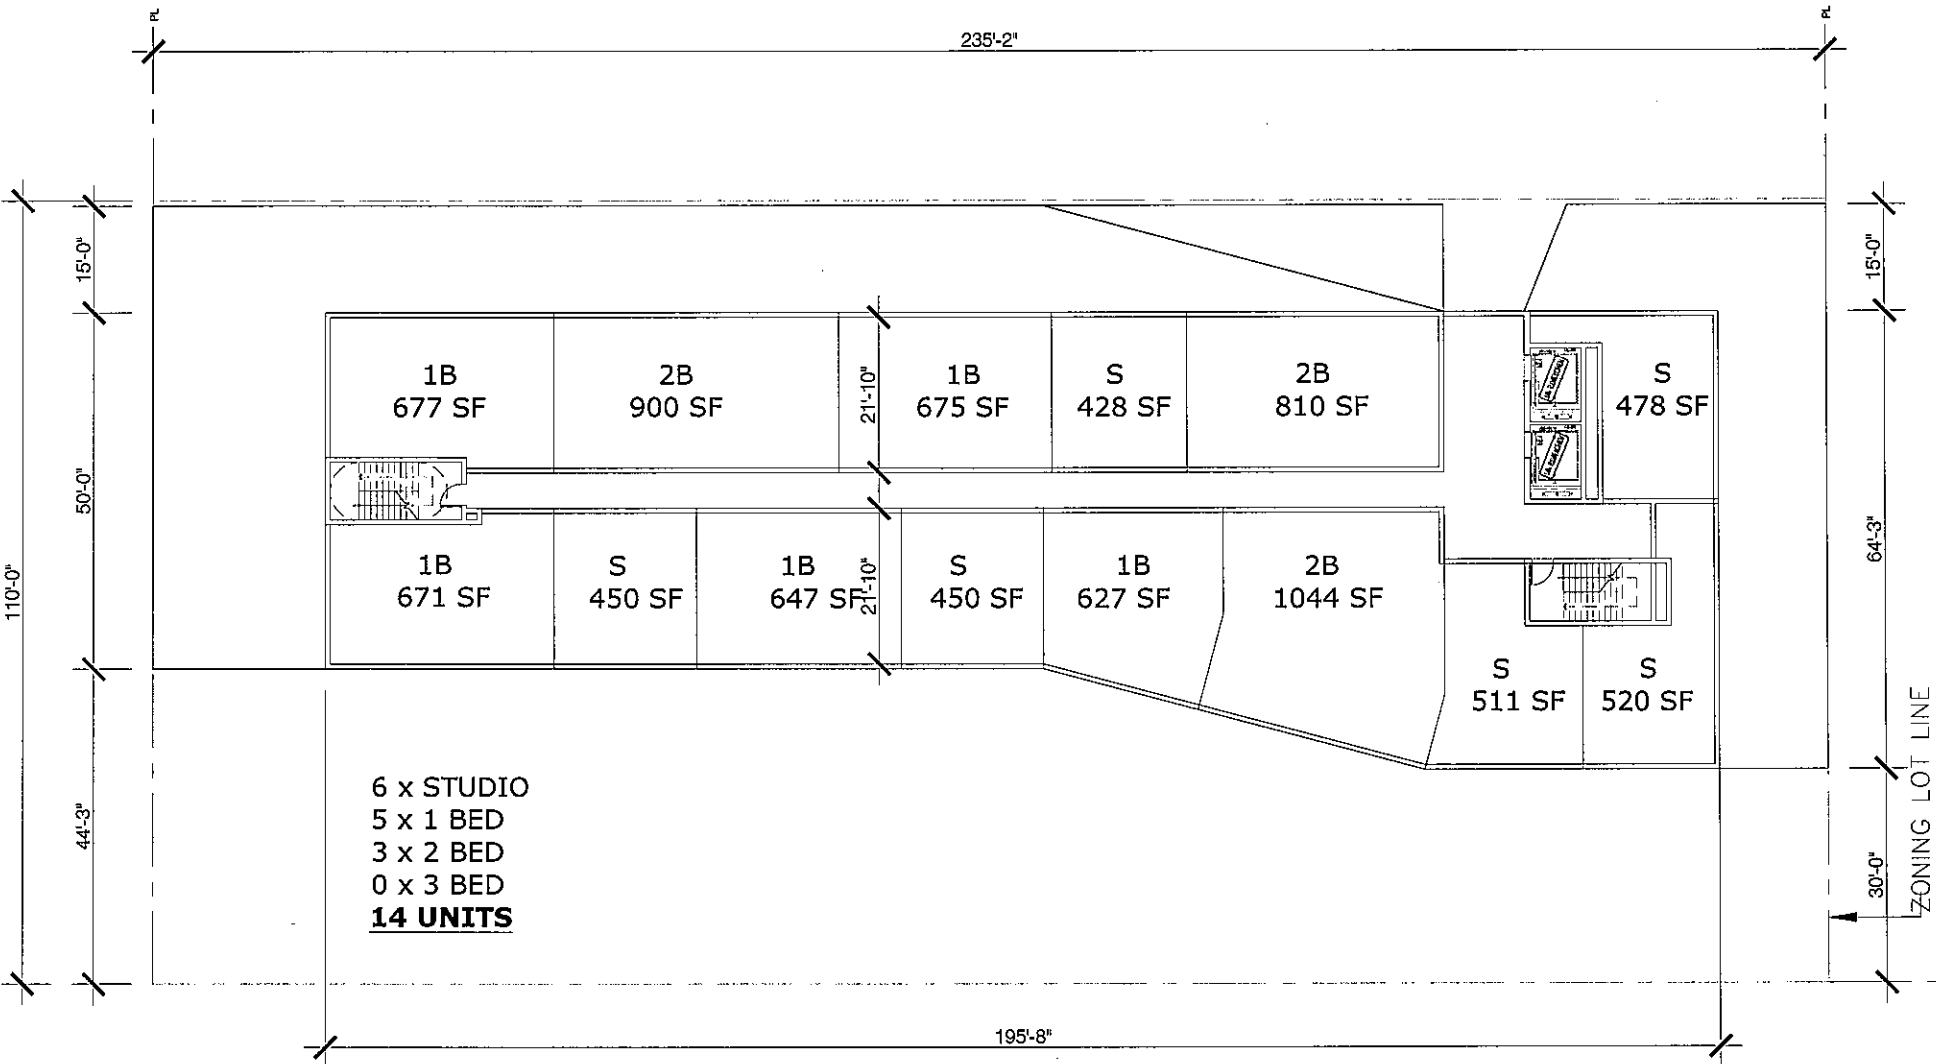 PL
PL
235'-2"
15'-0"
15'-0"
1B
677 SF
2B
900 SF
21'-10"
1B
675 SF
S
428 SF
2B
810 SF
S
478 SF
50'-0"
64'-3"
110'-0"
1B
671 SF
S
450 SF
1B
647 SF
21'-10"
S
450 SF
1B
627 SF
2B
1044 SF
S
511 SF
S
520 SF
44'-3"
6 x STUDIO
5 x 1 BED
3 x 2 BED
0 x 3 BED
14 UNITS
30'-0"
ZONING LOT LINE
195'-8"